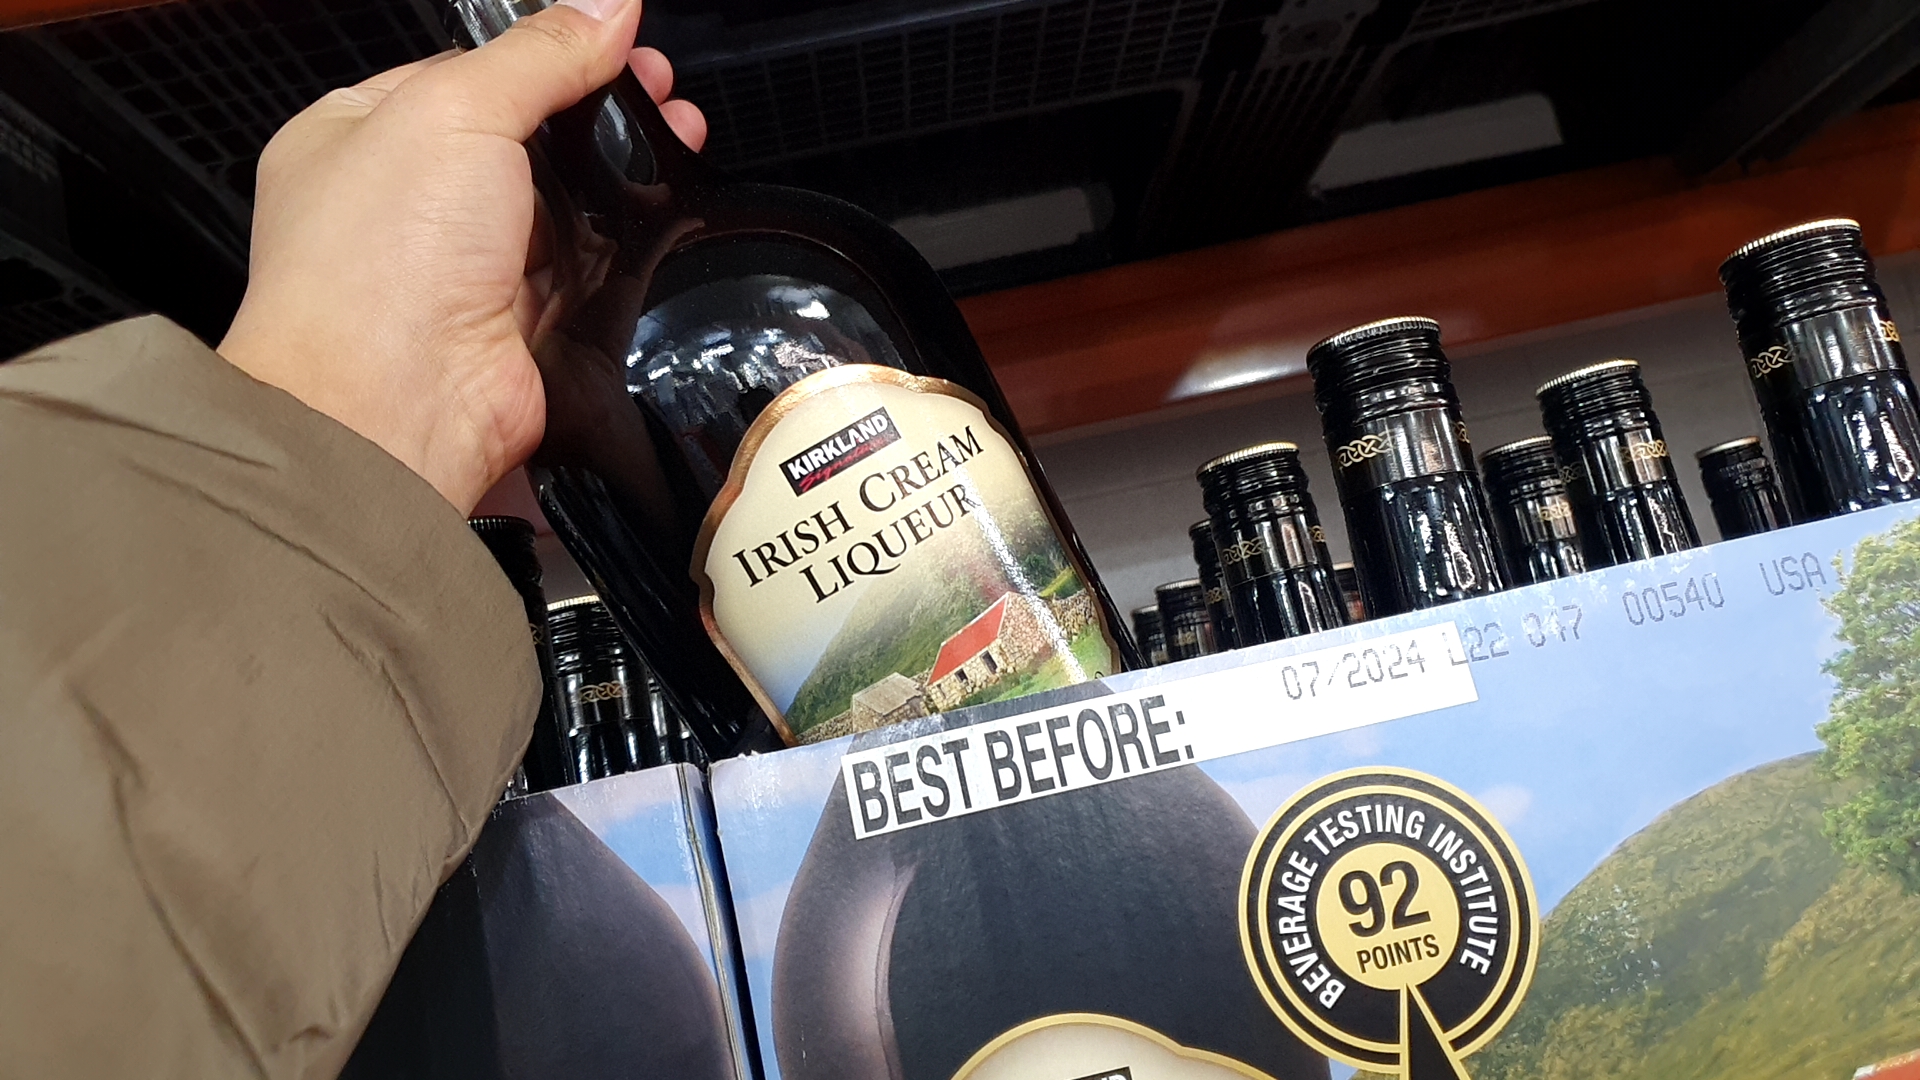 KIRKLAND
Signature
IRISH CREAM
LIQUEUR
07/2024 L22 047 00540 USA
BEST BEFORE:
BEVERAGE TESTING INSTITUTE
92
POINTS